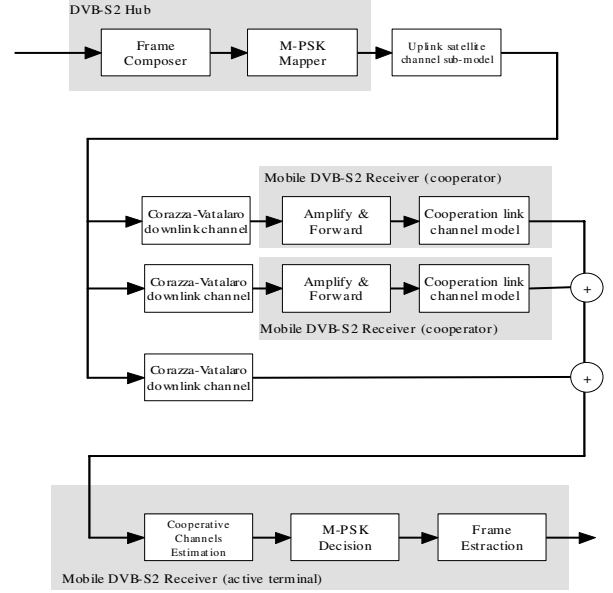 DVB-S2 Hub
Frame
Composer
M-PSK
Mapper
Uplink satellite
channel sub-model
Mobile DVB-S2 Receiver (cooperator)
Corazza-Vatalaro
downlink channel
Amplify &
Forward
Cooperation link
channel model
Corazza-Vatalaro
downlink channel
Amplify &
Forward
Cooperation link
channel model
+
Mobile DVB-S2 Receiver (cooperator)
Corazza-Vatalaro
downlink channel
+
Cooperative
Channels
Estimation
M-PSK
Decision
Frame
Extraction
Mobile DVB-S2 Receiver (active terminal)